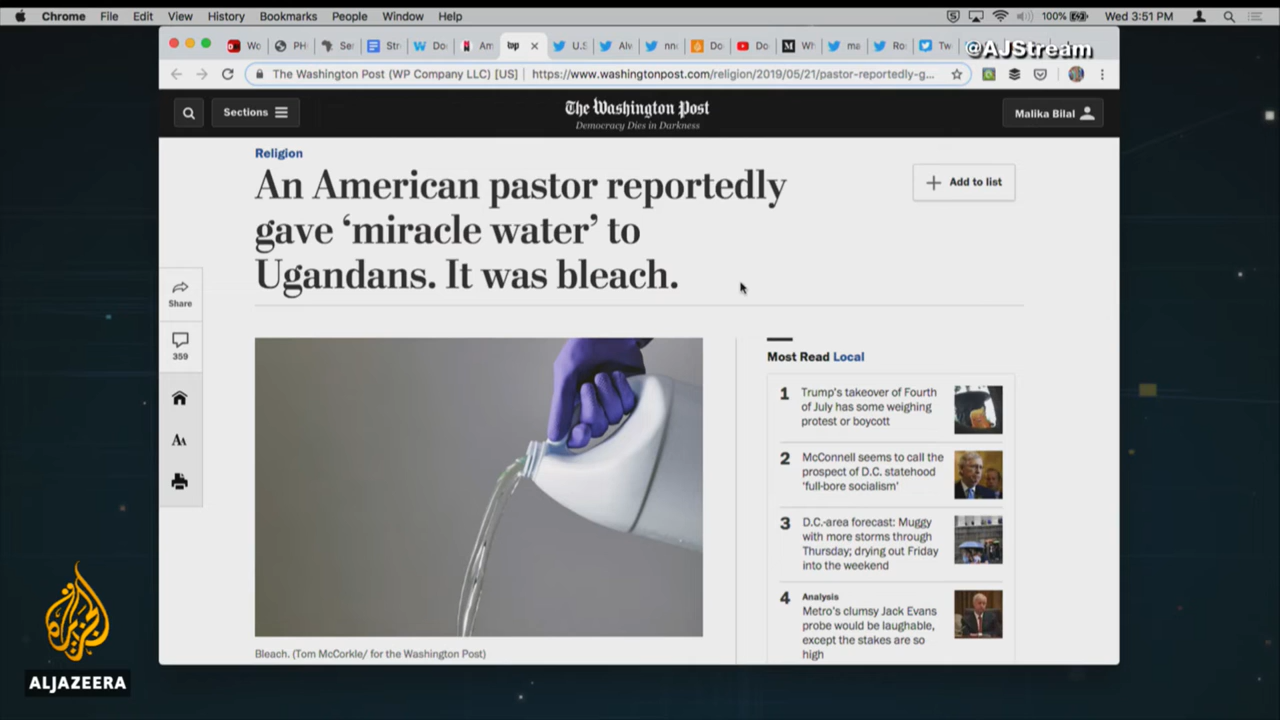 Chrome File Edit View History Bookmarks People Window Help
100%
Wed 3:51 PM
@AJStream
The Washington Post (WP Company LLC) [US] https://www.washingtonpost.com/religion/2019/05/21/pastor-reportedly-g...
Sections
The Washington Post
Democracy Dies in Darkness
Malika Bilal
Religion
An American pastor reportedly
gave ‘miracle water’ to
Ugandans. It was bleach.
Add to list
Share
359
AA
Most Read Local
1 Trump's takeover of Fourth
of July has some weighing
protest or boycott
2 McConnell seems to call the
prospect of D.C. statehood
‘full-bore socialism’
3 D.C.-area forecast: Muggy
with more storms through
Thursday; drying out Friday
into the weekend
4 Analysis
Metro's clumsy Jack Evans
probe would be laughable,
except the stakes are so
high
Bleach. (Tom McCorkle/ for the Washington Post)
ALJAZEERA